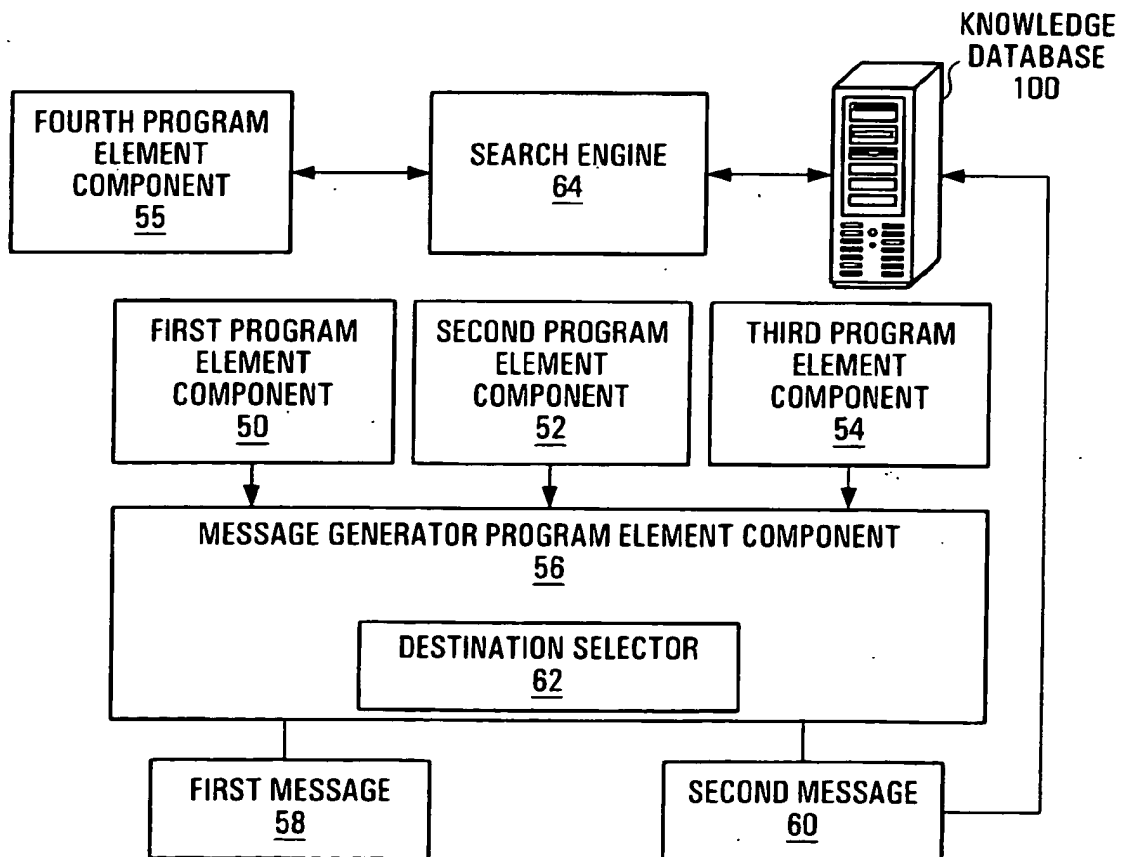 KNOWLEDGE
DATABASE
100
FOURTH PROGRAM
ELEMENT
COMPONENT
55
SEARCH ENGINE
64
FIRST PROGRAM
ELEMENT
COMPONENT
50
SECOND PROGRAM
ELEMENT
COMPONENT
52
THIRD PROGRAM
ELEMENT
COMPONENT
54
MESSAGE GENERATOR PROGRAM ELEMENT COMPONENT
56
DESTINATION SELECTOR
62
FIRST MESSAGE
58
SECOND MESSAGE
60